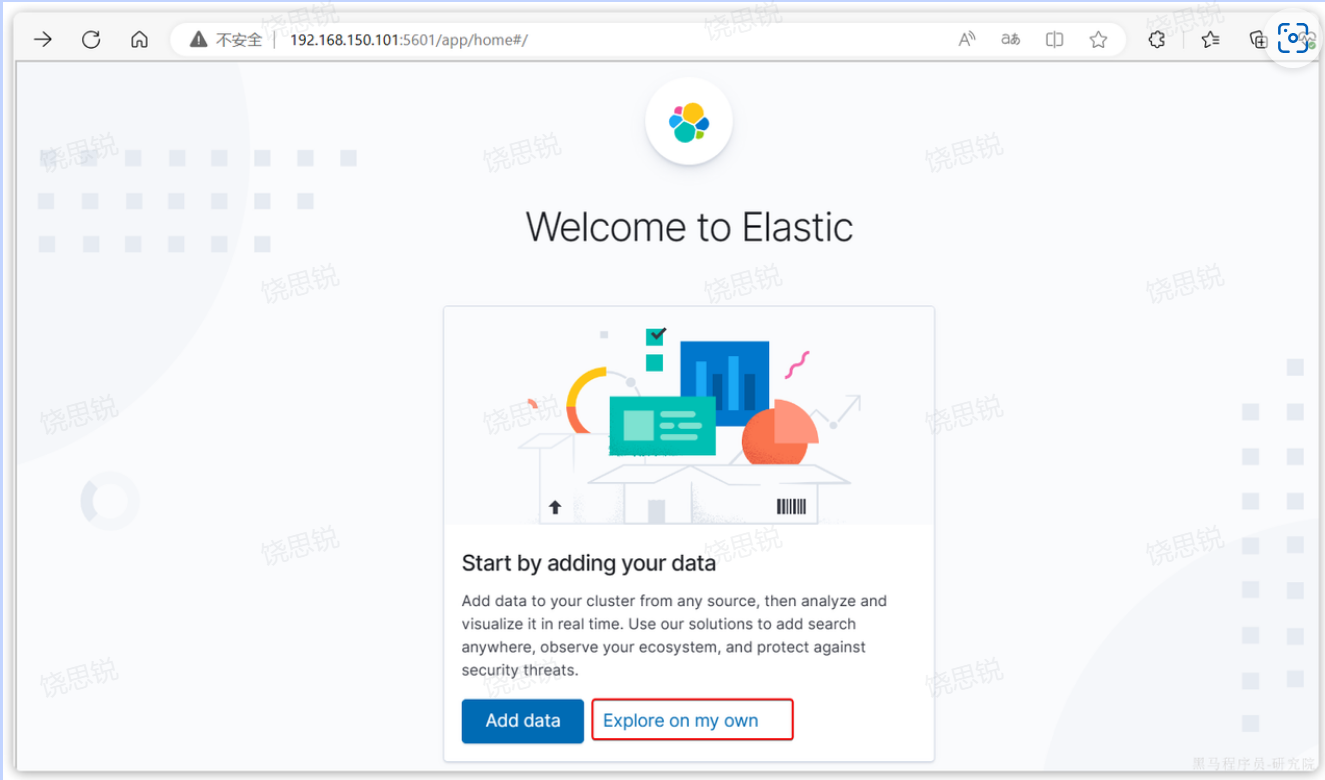 不安全 192.168.150.101:5601/app/home#/
Welcome to Elastic
Start by adding your data
Add data to your cluster from any source, then analyze and
visualize it in real time. Use our solutions to add search
anywhere, observe your ecosystem, and protect against
security threats.
Add data
Explore on my own
饶思锐
黑马程序员-研究院